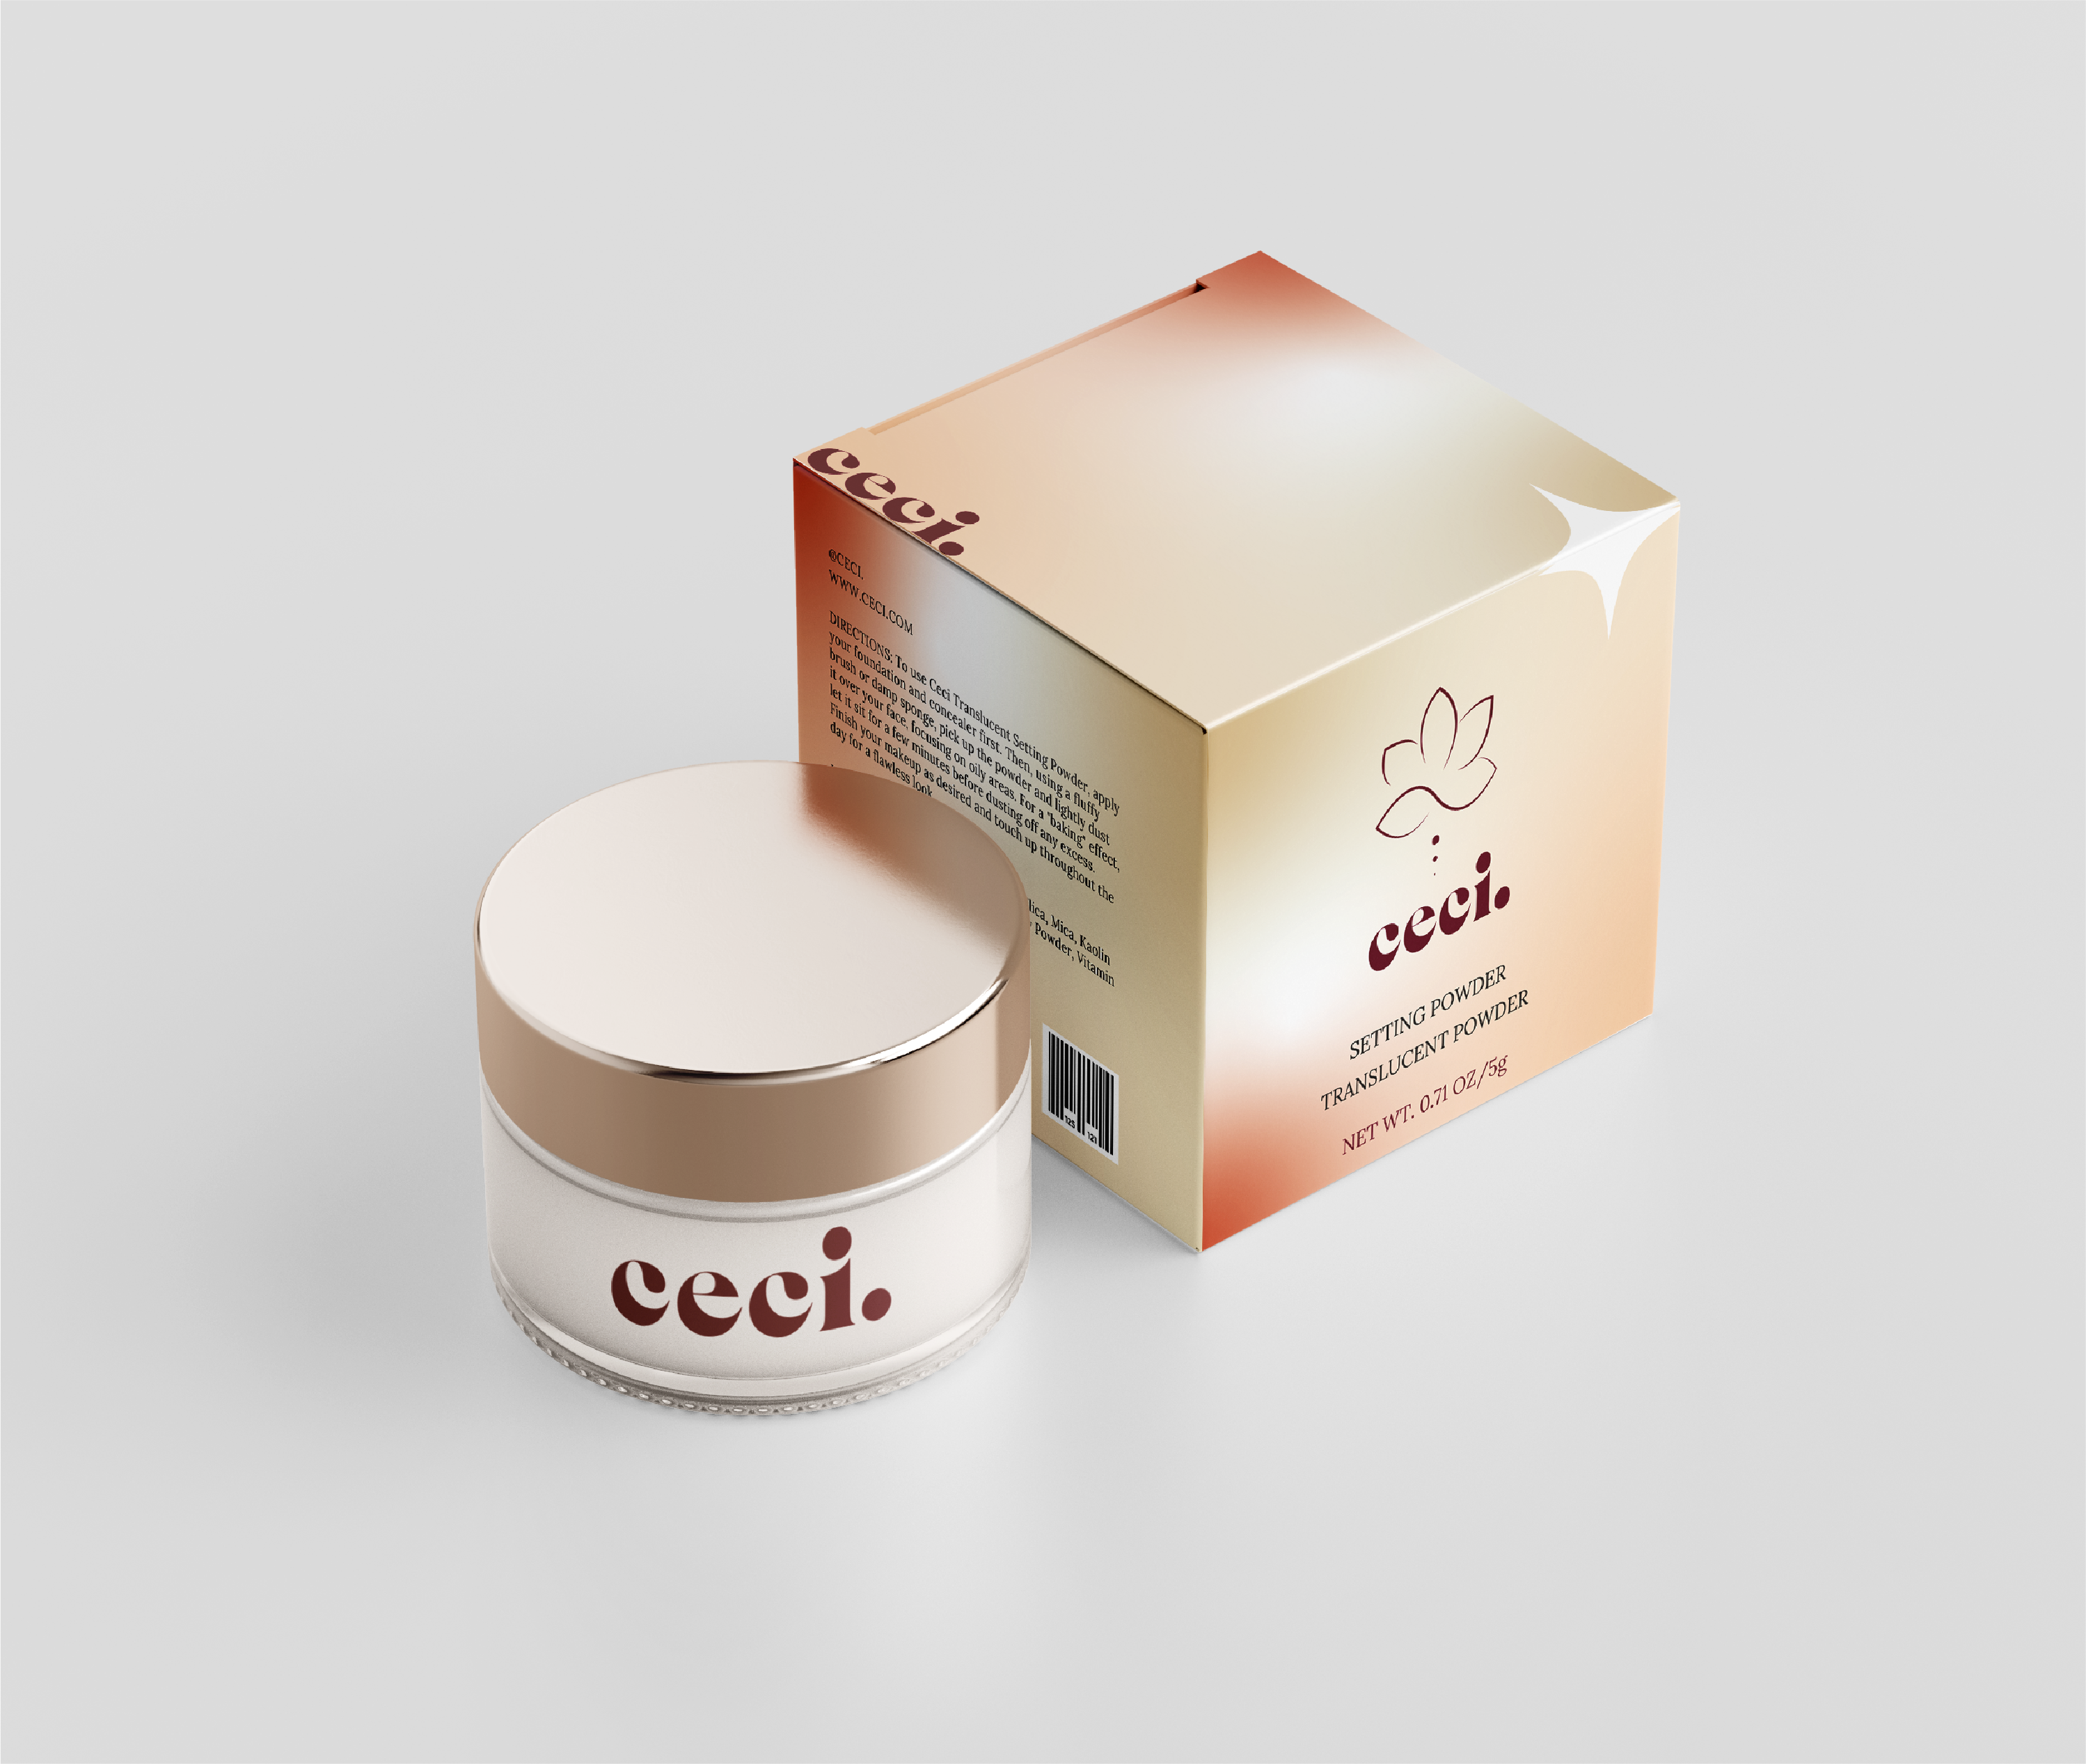 ceci.
©CECI.
WWW.CECI.COM
DIRECTIONS: To use Ceci Translucent Setting Powder, apply
your foundation and concealer first. Then, using a fluffy
brush or damp sponge, pick up the powder and lightly dust
it over your face, focusing on oily areas. For a "baking" effect,
let it sit for a few minutes before dusting off any excess.
Finish your makeup as desired and touch up throughout the
day for a flawless look.
Mica, Kaolin
Powder, Vitamin
125 121
ceci.
SETTING POWDER
TRANSLUCENT POWDER
NET WT. 0.71 OZ/5g
ceci.